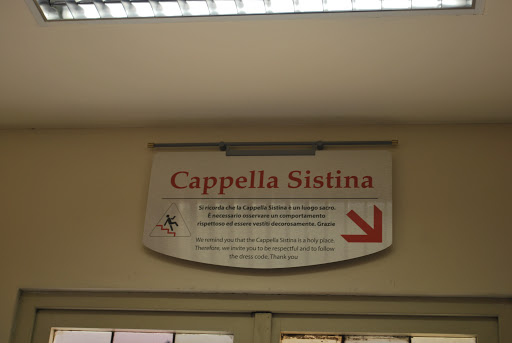 Cappella Sistina
Si ricorda che la Cappella Sistina è un luogo sacro.
È necessario osservare un comportamento
rispettoso ed essere vestiti decorosamente. Grazie
We remind you that the Cappella Sistina is a holy place.
Therefore, we invite you to be respectful and to follow
the dress code. Thank you